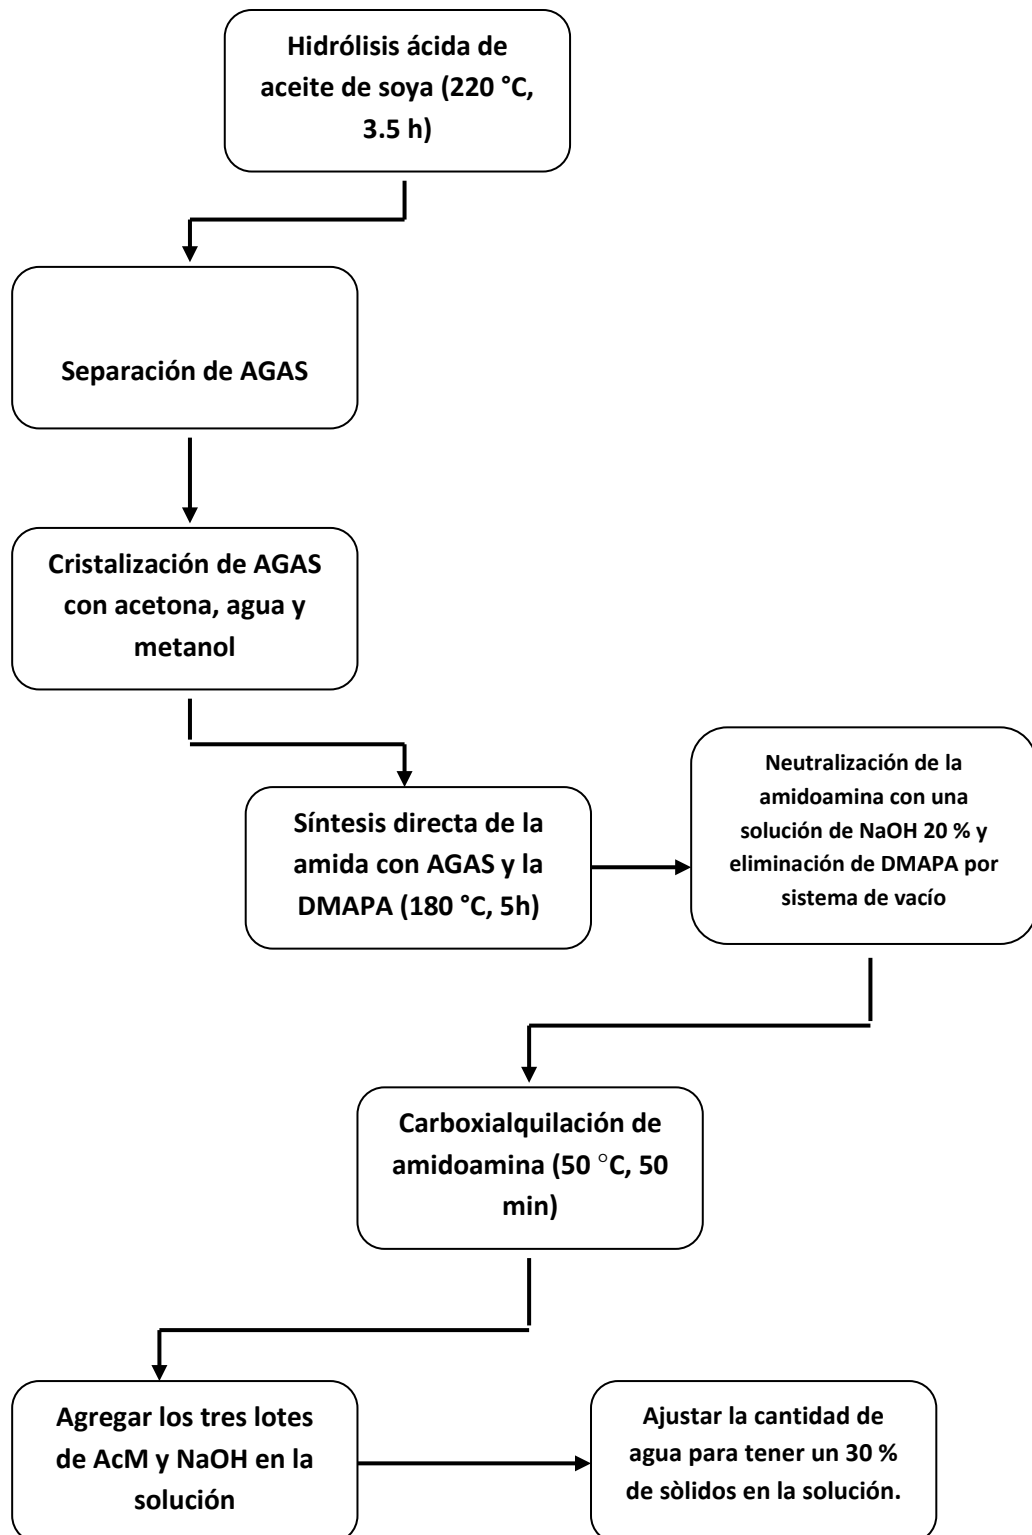 Hidrólisis ácida de
aceite de soya (220 °C,
3.5 h)
Separación de AGAS
Cristalización de AGAS
con acetona, agua y
metanol
Síntesis directa de la
amida con AGAS y la
DMAPA (180 °C, 5h)
Neutralización de la
amidoamina con una
solución de NaOH 20 % y
eliminación de DMAPA por
sistema de vacío
Carboxialquilación de
amidoamina (50 °C, 50
min)
Agregar los tres lotes
de AcM y NaOH en la
solución
Ajustar la cantidad de
agua para tener un 30 %
de sòlidos en la solución.